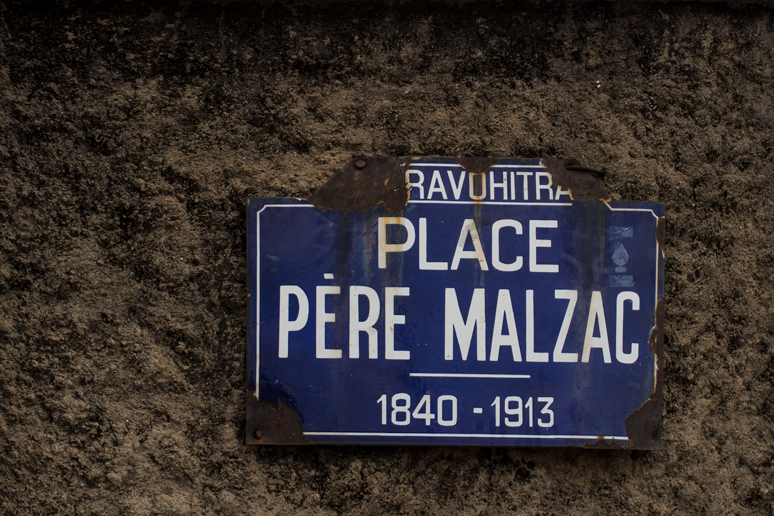 RAVOHITRA
PLACE
PÈRE MALZAC
1840 - 1913